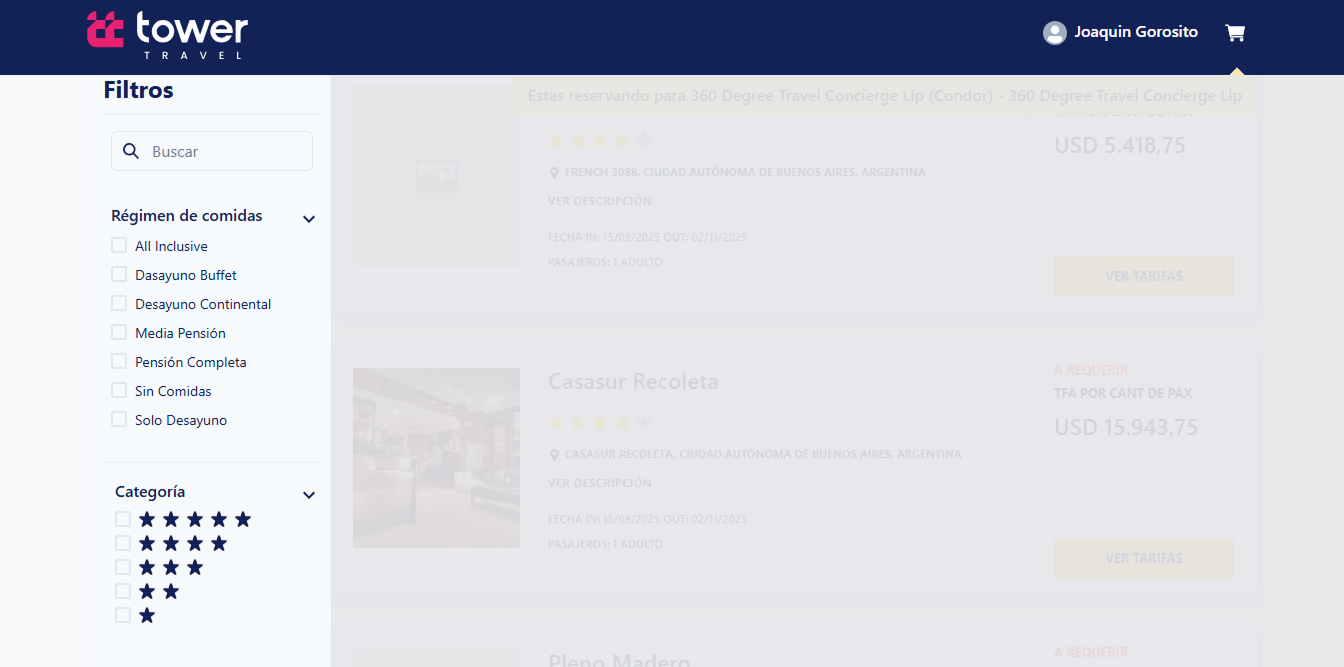 tower
TRAVEL
Joaquin Gorosito
Filtros
Buscar
Régimen de comidas
All Inclusive
Dasayuno Buffet
Desayuno Continental
Media Pensión
Pensión Completa
Sin Comidas
Solo Desayuno
Categoría
Estas reservando para 360 Degree Travel Concierge Llp (Condor) - 360 Degree Travel Concierge Llp
USD 5.418,75
FRENCH 3088, CIUDAD AUTÓNOMA DE BUENOS AIRES, ARGENTINA
VER DESCRIPCIÓN
FECHA IN: 15/09/2025 OUT: 02/11/2025
PASAJEROS: 1 ADULTO
VER TARIFAS
Casasur Recoleta
A REQUERIR
TFA POR CANT DE PAX
USD 15.943,75
CASASUR RECOLETA, CIUDAD AUTÓNOMA DE BUENOS AIRES, ARGENTINA
VER DESCRIPCIÓN
FECHA IN: 15/09/2025 OUT: 02/11/2025
PASAJEROS: 1 ADULTO
VER TARIFAS
Pleno Madero
A REQUERIR